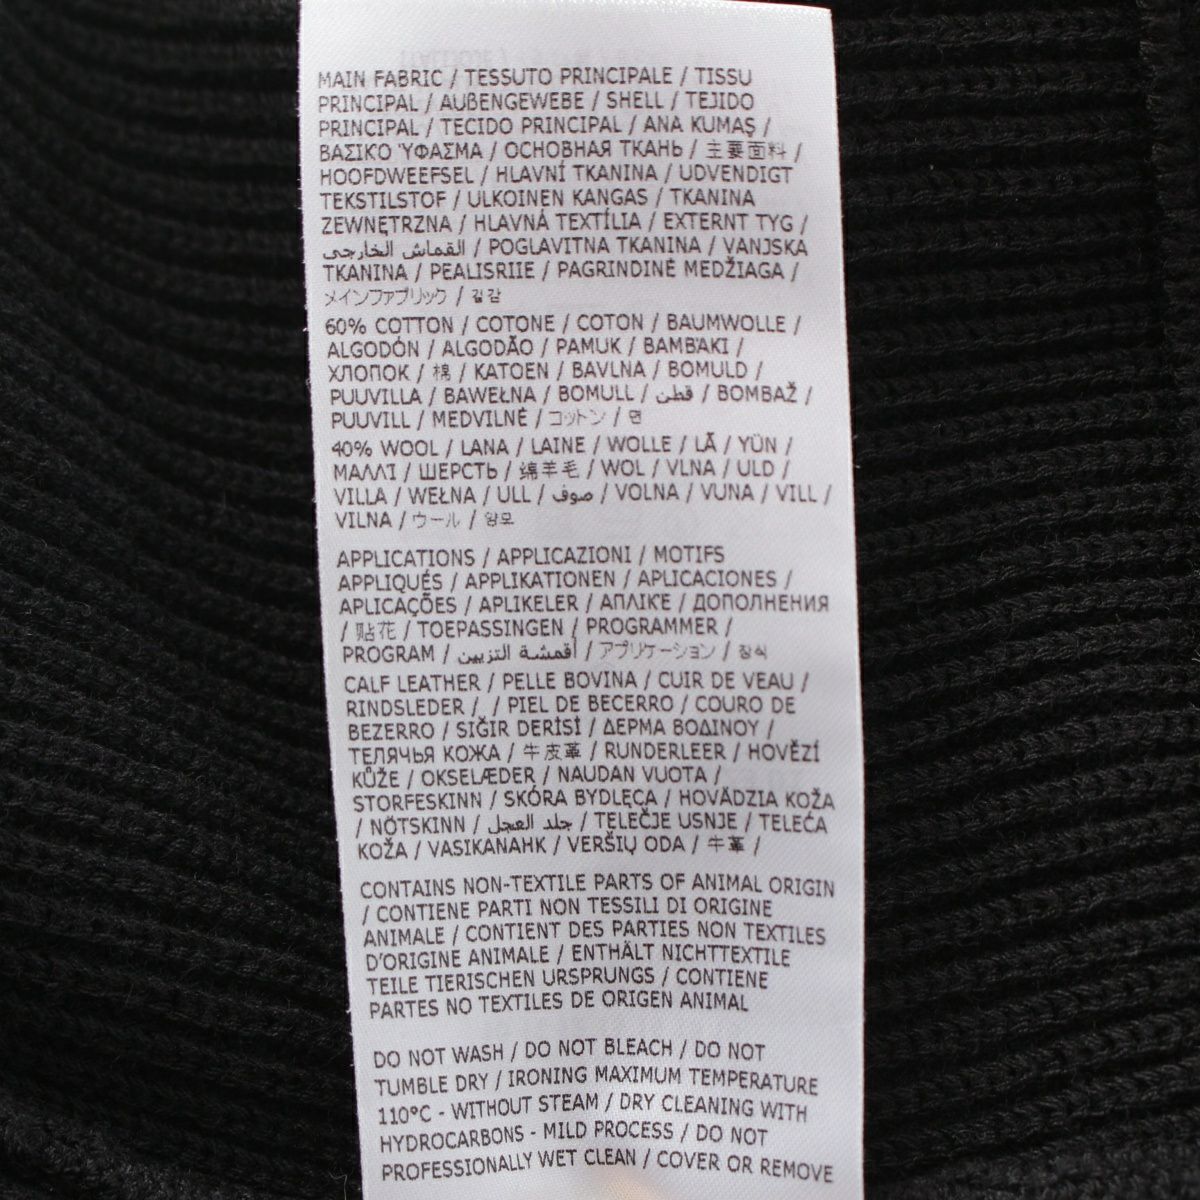 MAIN FABRIC / TESSUTO PRINCIPALE / TISSU
PRINCIPAL / AUßENGEWEBE / SHELL / TEJIDO
PRINCIPAL / TECIDO PRINCIPAL / ANA KUMAŞ /
ΒΑΣΙΚΟ ΎΦΑΣΜΑ / ОСНОВНАЯ ТКАНЬ / 主要面料 /
HOOFDWEEFSEL / HLAVNÍ TKANINA / UDVENDIGT
TEKSTILSTOF / ULKOINEN KANGAS / TKANINA
ZEWNĘTRZNA / HLAVNÁ TEXTÍLIA / EXTERNT TYG /
القماش الخارجي / POGLAVITNA TKANINA / VANJSKA
TKANINA / PEALISRIIE / PAGRINDINĖ MEDŽIAGA /
メインファブリック / 겉감
60% COTTON / COTONE / COTON / BAUMWOLLE /
ALGODÓN / ALGODÃO / PAMUK / ΒΑΜΒΆΚΙ /
ХЛОПОК / 棉 / KATOEN / BAVLNA / BOMULD /
PUUVILLA / BAWEŁNA / BOMULL / قطن / BOMBAŽ /
PUUVILL / MEDVILNĖ / コットン / 면
40% WOOL / LANA / LAINE / WOLLE / LÃ / YÜN /
ΜΑΛΛΊ / ШЕРСТЬ / 绵羊毛 / WOL / VLNA / ULD /
VILLA / WEŁNA / ULL / صوف / VOLNA / VUNA / VILL /
VILNA / ウール / 양모
APPLICATIONS / APPLICAZIONI / MOTIFS
APPLIQUÉS / APPLIKATIONEN / APLICACIONES /
APLICAÇÕES / APLIKELER / ΑΠΛΙΚΈ / ДОПОЛНЕНИЯ
/ 贴花 / TOEPASSINGEN / PROGRAMMER /
PROGRAM / أقمشة التزيين / アプリケーション / 장식
CALF LEATHER / PELLE BOVINA / CUIR DE VEAU /
RINDSLEDER / / PIEL DE BECERRO / COURO DE
BEZERRO / SIĞIR DERİSİ / ΔΕΡΜΑ ΒΟΔΙΝΟΥ /
ТЕЛЯЧЬЯ КОЖА / 牛皮革 / RUNDERLEER / HOVĚZÍ
KŮŽE / OKSELÆDER / NAUDAN VUOTA /
STORFESKINN / SKÓRA BYDLĘCA / HOVÄDZIA KOŽA
/ NÖTSKINN / جلد العجل / TELEČJE USNJE / TELEĆA
KOŽA / VASIKANAHK / VERŠIŲ ODA / 牛革 /
CONTAINS NON-TEXTILE PARTS OF ANIMAL ORIGIN
/ CONTIENE PARTI NON TESSILI DI ORIGINE
ANIMALE / CONTIENT DES PARTIES NON TEXTILES
D'ORIGINE ANIMALE / ENTHÄLT NICHTTEXTILE
TEILE TIERISCHEN URSPRUNGS / CONTIENE
PARTES NO TEXTILES DE ORIGEN ANIMAL
DO NOT WASH / DO NOT BLEACH / DO NOT
TUMBLE DRY / IRONING MAXIMUM TEMPERATURE
110°C - WITHOUT STEAM / DRY CLEANING WITH
HYDROCARBONS - MILD PROCESS / DO NOT
PROFESSIONALLY WET CLEAN / COVER OR REMOVE